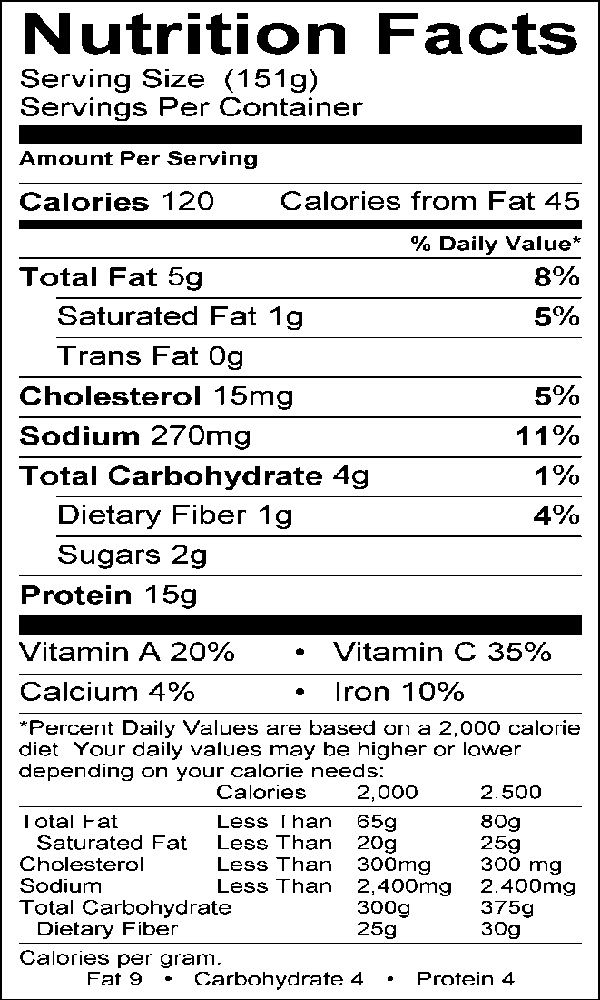 Nutrition Facts
Serving Size (151g)
Servings Per Container
Amount Per Serving
Calories 120 Calories from Fat 45
% Daily Value*
Total Fat 5g 8%
Saturated Fat 1g 5%
Trans Fat 0g
Cholesterol 15mg 5%
Sodium 270mg 11%
Total Carbohydrate 4g 1%
Dietary Fiber 1g 4%
Sugars 2g
Protein 15g
Vitamin A 20% • Vitamin C 35%
Calcium 4% • Iron 10%
*Percent Daily Values are based on a 2,000 calorie
diet. Your daily values may be higher or lower
depending on your calorie needs:
Calories 2,000 2,500
Total Fat Less Than 65g 80g
Saturated Fat Less Than 20g 25g
Cholesterol Less Than 300mg 300 mg
Sodium Less Than 2,400mg 2,400mg
Total Carbohydrate 300g 375g
Dietary Fiber 25g 30g
Calories per gram:
Fat 9 • Carbohydrate 4 • Protein 4